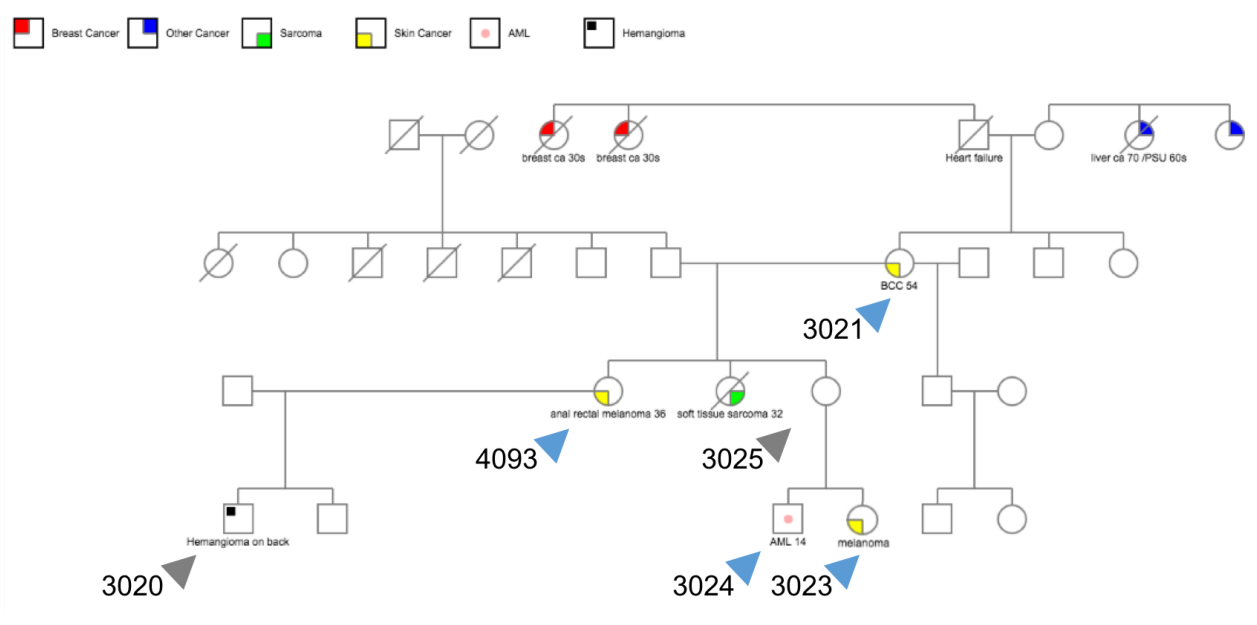 Breast Cancer
Other Cancer
Sarcoma
Skin Cancer
AML
Hemangioma
breast ca 30s
breast ca 30s
Heart failure
liver ca 70 /PSU 60s
BCC 54
3021
anal rectal melanoma 36
soft tissue sarcoma 32
4093
3025
Hemangioma on back
AML 14
melanoma
3020
3024
3023